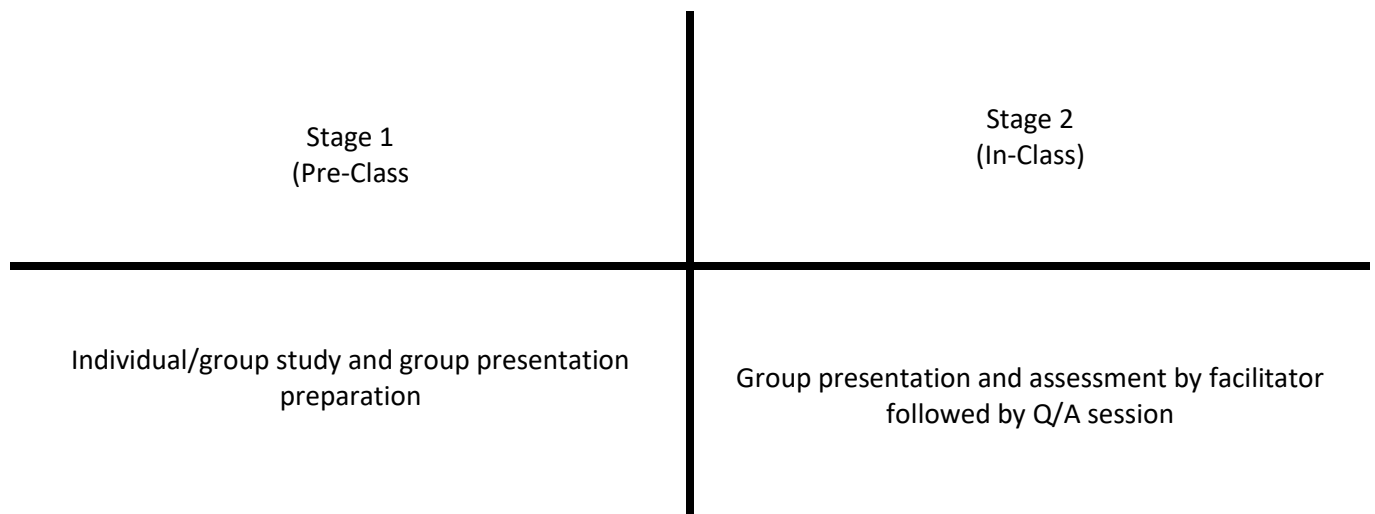 Stage 1
(Pre-Class
Stage 2
(In-Class)
Individual/group study and group presentation
preparation
Group presentation and assessment by facilitator
followed by Q/A session